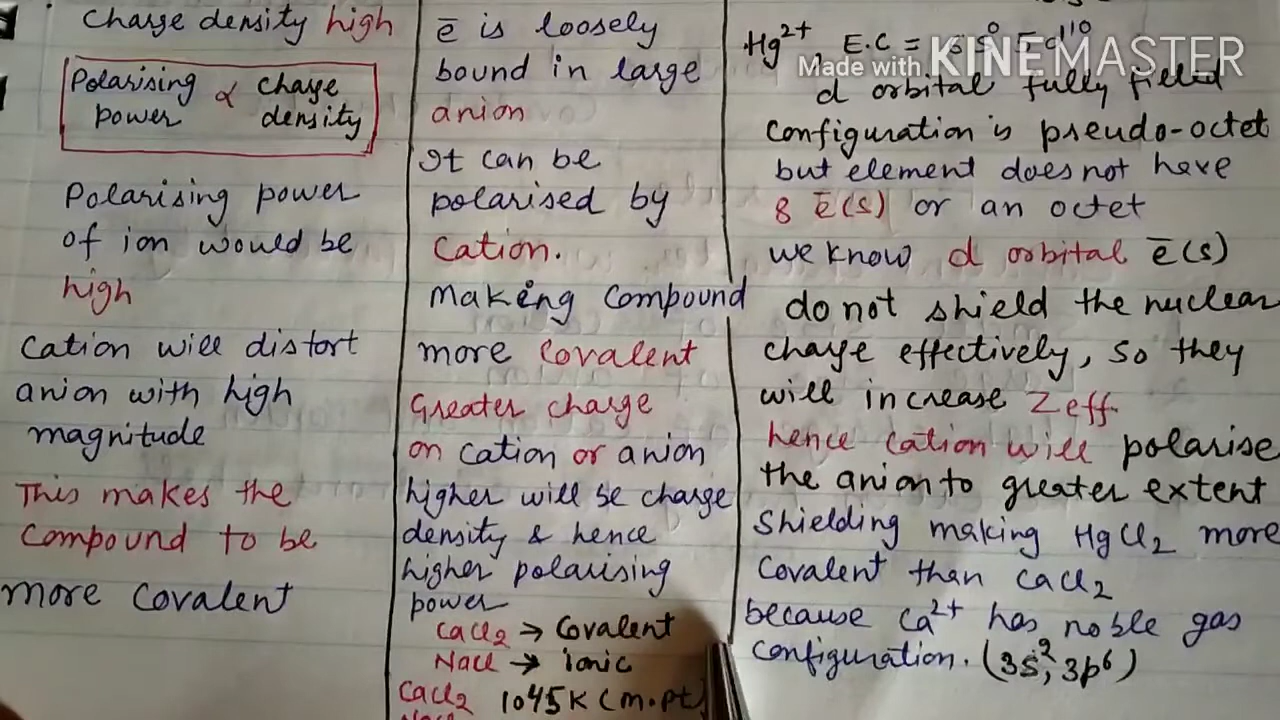 Charge density high
Polarising power ∝ charge density
Polarising power
of ion would be
high
Cation will distort
anion with high
magnitude
This makes the
Compound to be
more Covalent
ē is loosely
bound in large
anion
It can be
polarised by
Cation.
Making Compound
more Covalent
Greater charge
on cation or anion
higher will be charge
density & hence
higher polarising
power
CaCl2 → Covalent
NaCl → ionic
CaCl2 1045K (m.pt)
Hg2+, E.C = 6s0 5d10
Made with KINEMASTER
d orbital fully filled
Configuration is pseudo-octet
but element does not have
8 ē(s) or an octet
we know d orbital ē(s)
do not shield the nuclear
charge effectively, so they
will increase Zeff.
hence cation will polarise
the anion to greater extent
Shielding making HgCl2 more
Covalent than CaCl2
because Ca2+ has noble gas
Configuration. (3s2, 3p6)